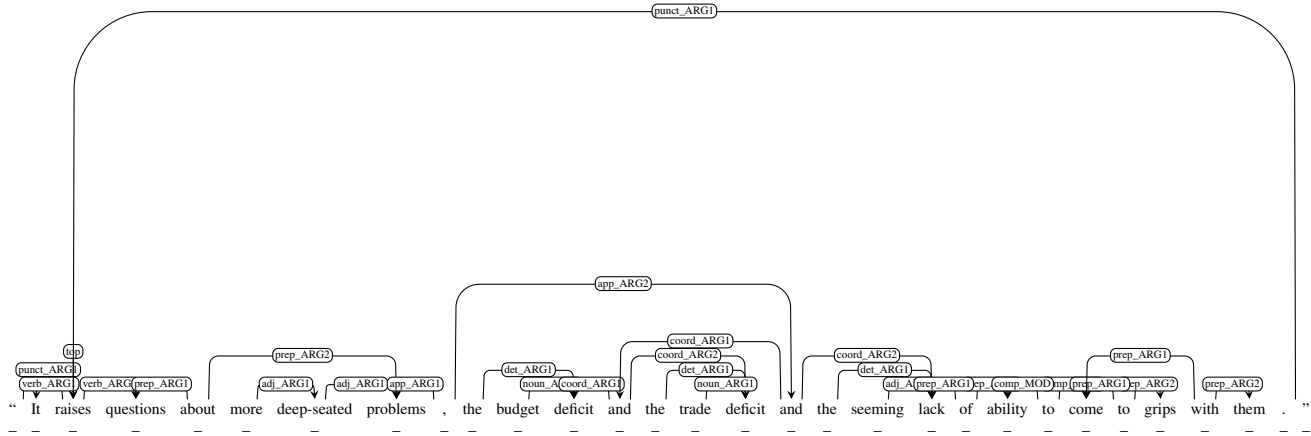 punct_ARG1
app_ARG2
coord_ARG1
top prep_ARG2 coord_ARG2 coord_ARG2 prep_ARG1
punct_ARG1 det_ARG1 det_ARG1 det_ARG1
verb_ARG1 prep_ARG1 adj_ARG1 adj_ARG1 app_ARG1 coord_ARG1 noun_ARG1 prep_ARG1 comp_MOD prep_ARG1 prep_ARG2
“ It raises questions about more deep-seated problems , the budget deficit and the trade deficit and the seeming lack of ability to come to grips with them . ”
_ _ _ _ _ _ _ _ _ _ _ _ _ _ _ _ _ _ _ _ _ _ _ _ _ _ _ _ _ _